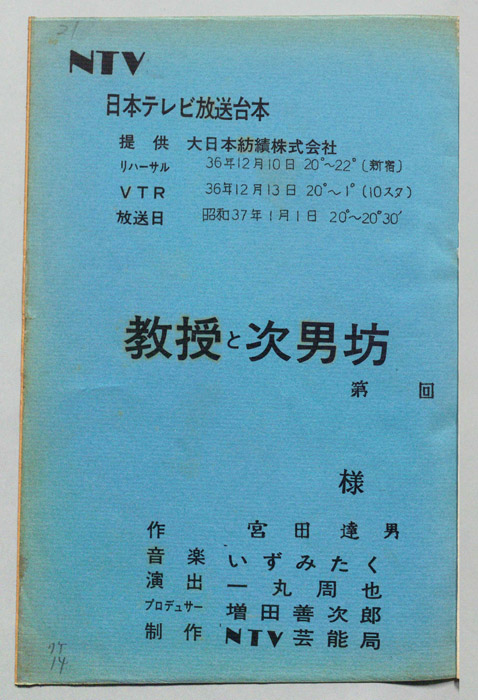 21
NTV
日本テレビ放送台本
提供 大日本紡績株式会社
リハーサル 36年12月10日 20°~22°(新宿)
VTR 36年12月13日 20°~1°(10スタ)
放送日 昭和37年1月1日 20°~20°30′
教授と次男坊
第 回
様
作 宮田達男
音楽 いずみたく
演出 一丸周也
プロデュサー 増田善次郎
制作 NTV芸能局
14